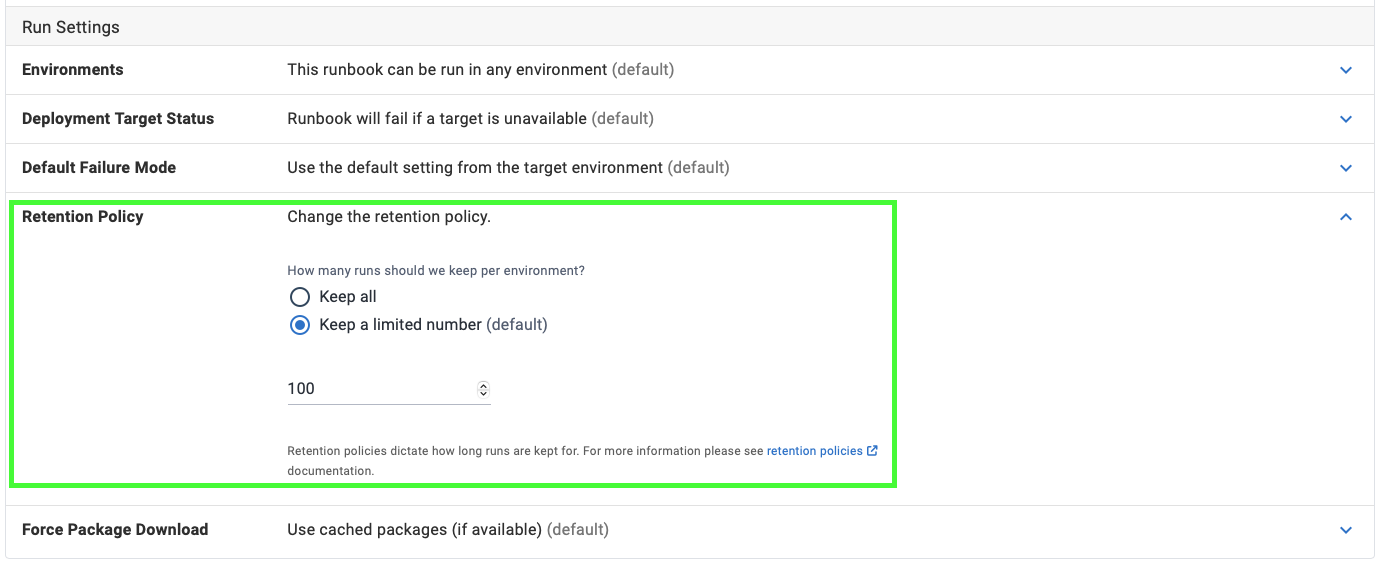 Run Settings
Environments This runbook can be run in any environment (default)
Deployment Target Status Runbook will fail if a target is unavailable (default)
Default Failure Mode Use the default setting from the target environment (default)
Retention Policy Change the retention policy.
How many runs should we keep per environment?
Keep all
Keep a limited number (default)
100
Retention policies dictate how long runs are kept for. For more information please see retention policies
documentation.
Force Package Download Use cached packages (if available) (default)